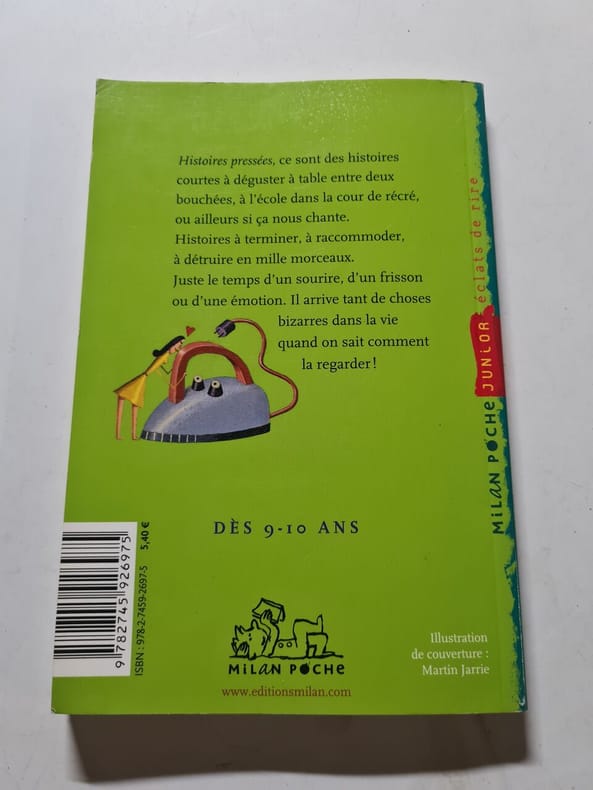 Histoires pressées, ce sont des histoires
courtes à déguster à table entre deux
bouchées, à l'école dans la cour de récré,
ou ailleurs si ça nous chante.
Histoires à terminer, à raccommoder,
à détruire en mille morceaux.
Juste le temps d'un sourire, d'un frisson
ou d'une émotion. Il arrive tant de choses
bizarres dans la vie
quand on sait comment
la regarder !
DÈS 9-10 ANS
MiLAN POCHE
www.editionsmilan.com
Illustration
de couverture :
Martin Jarrie
9 782745 926975
ISBN : 978-2-7459-2697-5
5,40 €
MiLAN POCHE JUNiOR éclats de rire